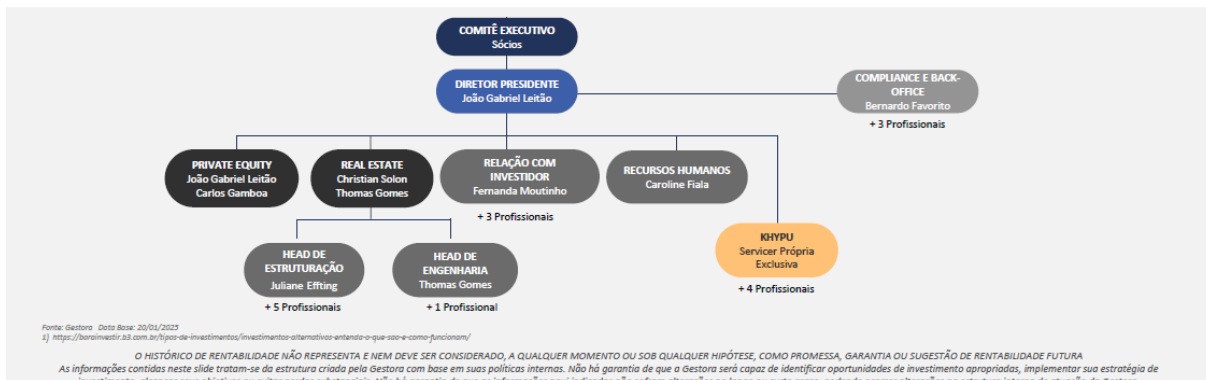 COMITÊ EXECUTIVO
Sócios
DIRETOR PRESIDENTE
João Gabriel Leitão
COMPLIANCE E BACK-
OFFICE
Bernardo Favorito
+ 3 Profissionais
PRIVATE EQUITY
João Gabriel Leitão
Carlos Gamboa
REAL ESTATE
Christian Solon
Thomas Gomes
RELAÇÃO COM
INVESTIDOR
Fernanda Moutinho
+ 3 Profissionais
RECURSOS HUMANOS
Caroline Fiala
KHYPU
Servicer Própria
Exclusiva
+ 4 Profissionais
HEAD DE
ESTRUTURAÇÃO
Juliane Effting
+ 5 Profissionais
HEAD DE
ENGENHARIA
Thomas Gomes
+ 1 Profissional
Fonte: Gestora Data Base: 20/01/2025
1) https://borainvestir.b3.com.br/tipos-de-investimentos/investimentos-alternativos-entenda-o-que-sao-e-como-funcionam/
O HISTÓRICO DE RENTABILIDADE NÃO REPRESENTA E NEM DEVE SER CONSIDERADO, A QUALQUER MOMENTO OU SOB QUALQUER HIPÓTESE, COMO PROMESSA, GARANTIA OU SUGESTÃO DE RENTABILIDADE FUTURA
As informações contidas neste slide tratam-se da estrutura criada pela Gestora com base em suas políticas internas. Não há garantia de que a Gestora será capaz de identificar oportunidades de investimento apropriadas, implementar sua estratégia de